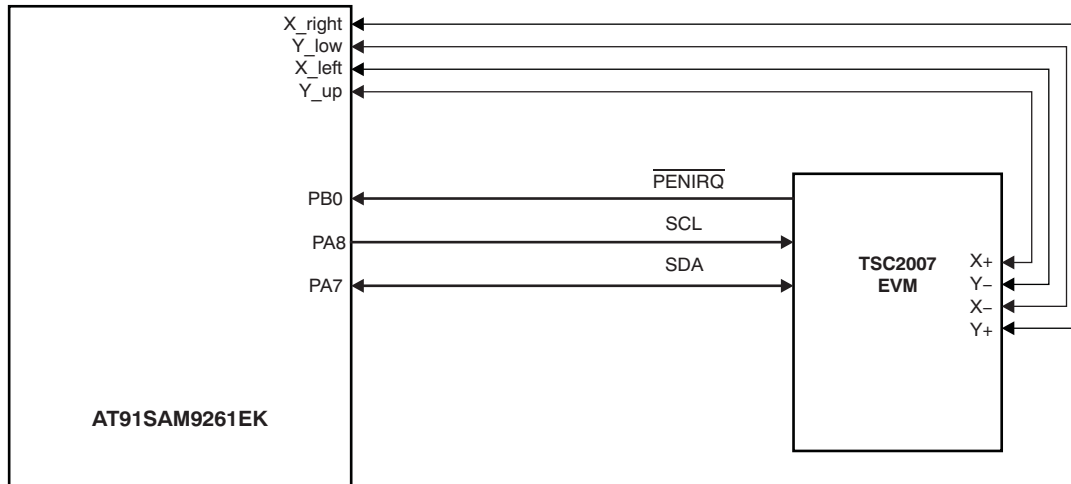 X_right
Y_low
X_left
Y_up
PENIRQ
PB0
SCL
PA8
SDA
PA7
TSC2007
EVM
X+
Y−
X−
Y+
AT91SAM9261EK